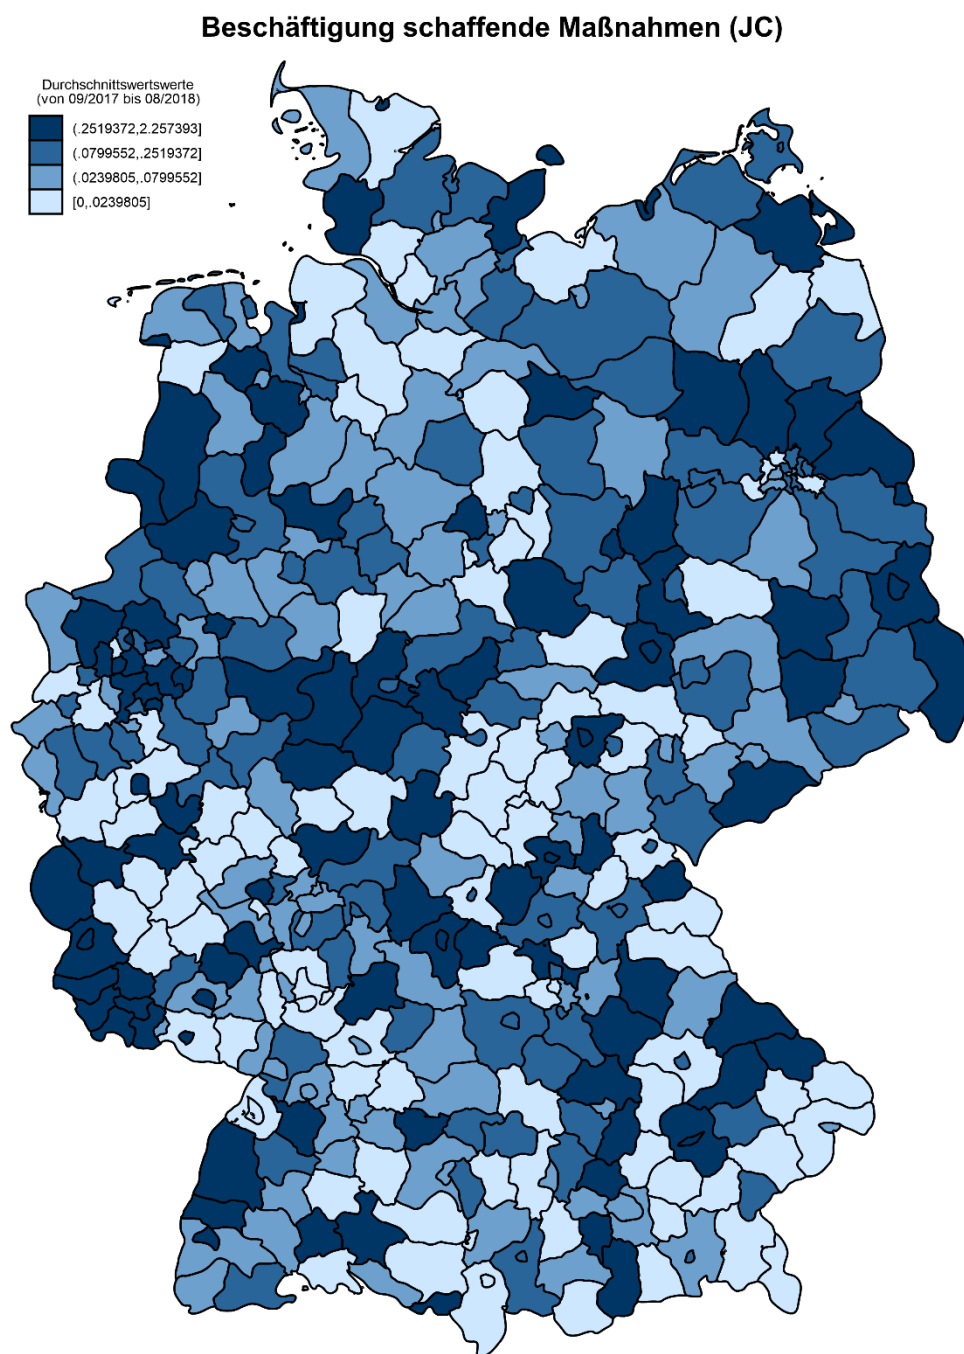 Beschäftigung schaffende Maßnahmen (JC)
Durchschnittswertswerte
(von 09/2017 bis 08/2018)
(.2519372,2.257393]
(.0799552,.2519372]
(.0239805,.0799552]
[0,.0239805]